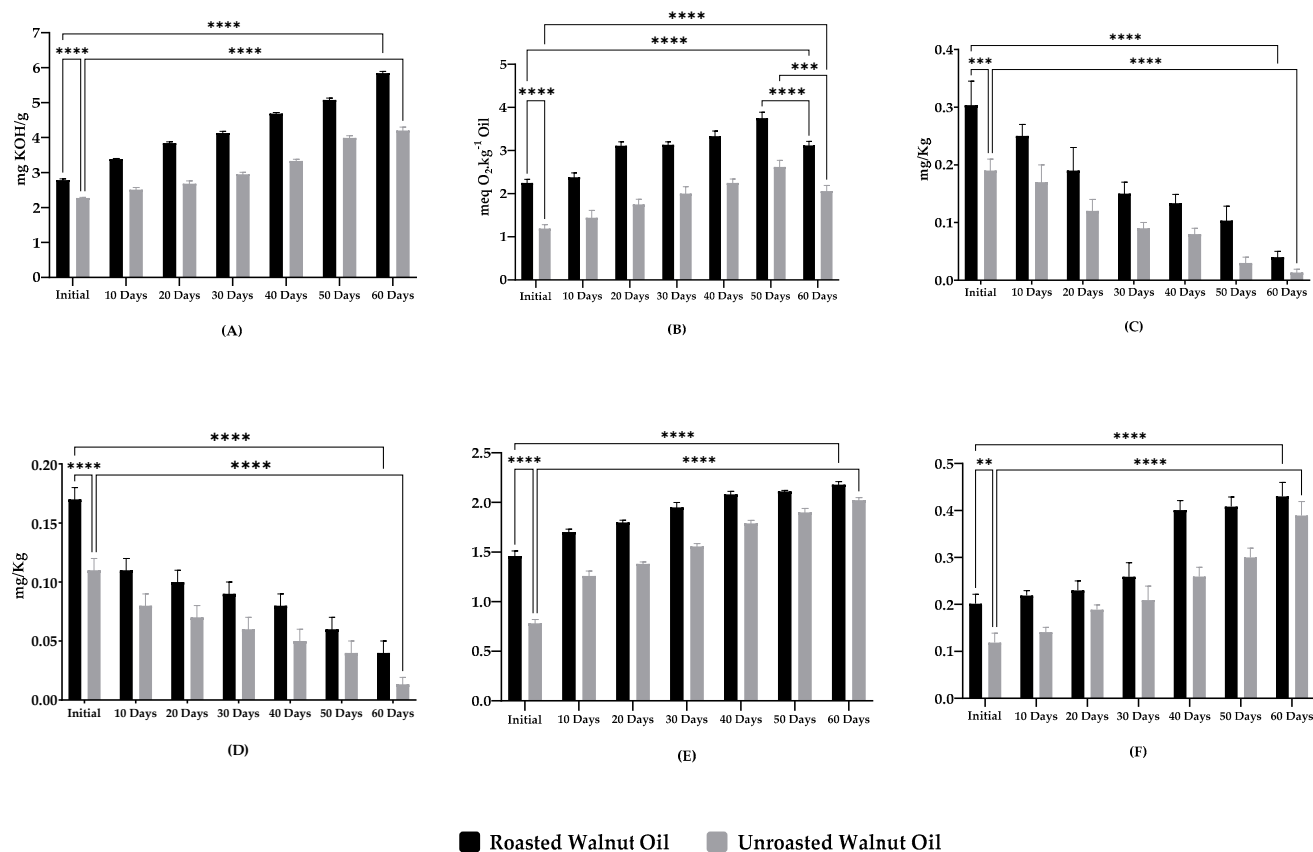 ****
****
****
7
6
5
4
3
2
1
0
mg KOH/g
Initial
10 Days
20 Days
30 Days
40 Days
50 Days
60 Days
(A)
****
****
***
****
****
5
4
3
2
1
0
meq O₂.kg⁻¹ Oil
Initial
10 Days
20 Days
30 Days
40 Days
50 Days
60 Days
(B)
****
***
****
0.4
0.3
0.2
0.1
0.0
mg/Kg
Initial
10 Days
20 Days
30 Days
40 Days
50 Days
60 Days
(C)
****
****
****
0.20
0.15
0.10
0.05
0.00
mg/Kg
Initial
10 Days
20 Days
30 Days
40 Days
50 Days
60 Days
(D)
****
****
****
2.5
2.0
1.5
1.0
0.5
0.0
Initial
10 Days
20 Days
30 Days
40 Days
50 Days
60 Days
(E)
****
**
****
0.5
0.4
0.3
0.2
0.1
0.0
Initial
10 Days
20 Days
30 Days
40 Days
50 Days
60 Days
(F)
Roasted Walnut Oil
Unroasted Walnut Oil